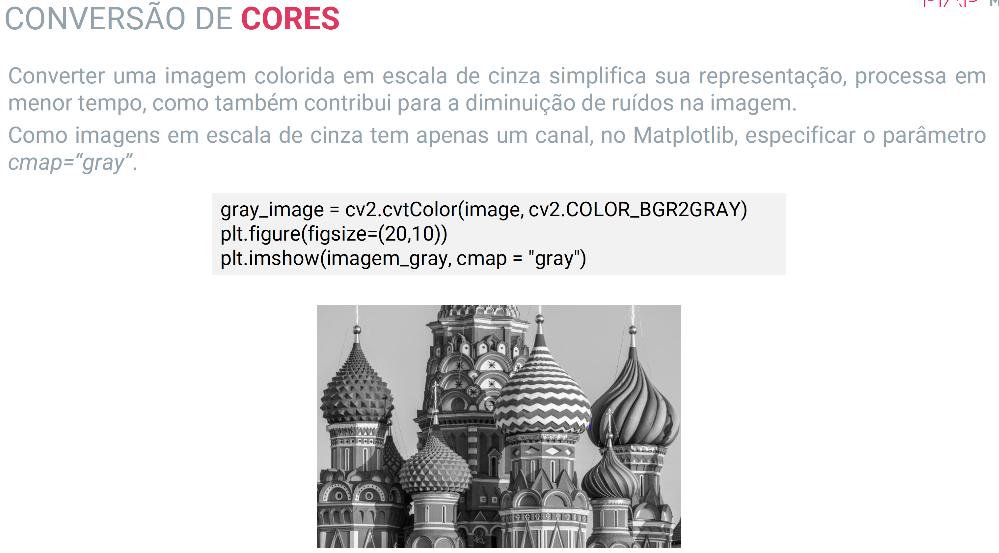 CONVERSÃO DE CORES
Converter uma imagem colorida em escala de cinza simplifica sua representação, processa em
menor tempo, como também contribui para a diminuição de ruídos na imagem.
Como imagens em escala de cinza tem apenas um canal, no Matplotlib, especificar o parâmetro
cmap=“gray”.
gray_image = cv2.cvtColor(image, cv2.COLOR_BGR2GRAY)
plt.figure(figsize=(20,10))
plt.imshow(imagem_gray, cmap = "gray")